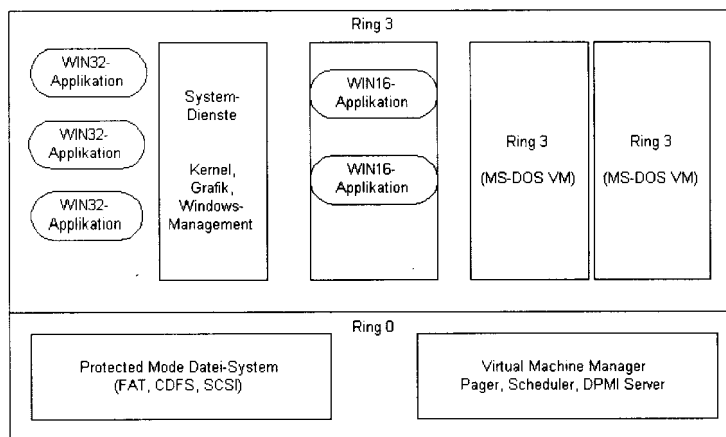 Ring 3
WIN32-
Applikation
WIN32-
Applikation
WIN32-
Applikation
System-
Dienste
Kernel,
Grafik,
Windows-
Management
WIN16-
Applikation
WIN16-
Applikation
Ring 3
(MS-DOS VM)
Ring 3
(MS-DOS VM)
Ring 0
Protected Mode Datei-System
(FAT, CDFS, SCSI)
Virtual Machine Manager
Pager, Scheduler, DPMI Server